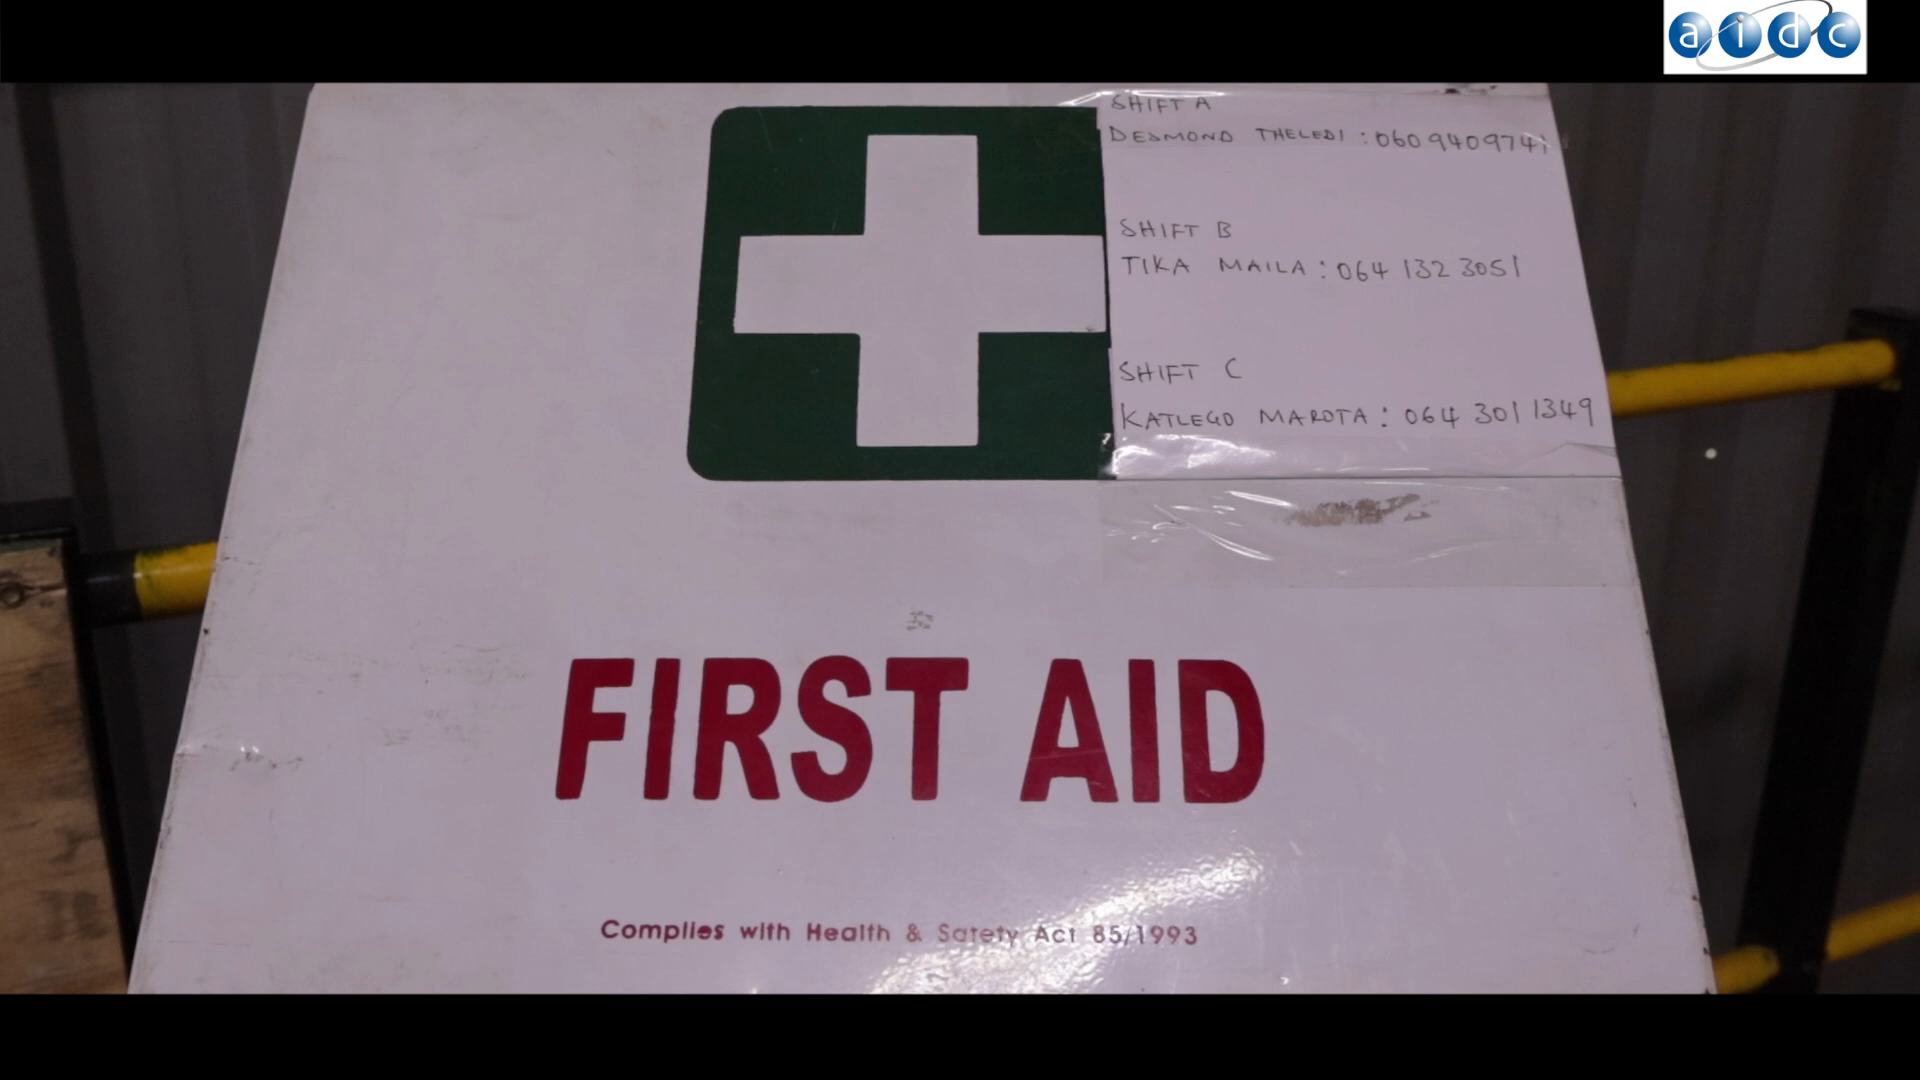 aidc
SHIFT A
DESMOND THELEDI : 060 9409741
SHIFT B
TIKA MAILA : 064 132 3051
SHIFT C
KATLEGO MAROTA : 064 301 1349
FIRST AID
Complies with Health & Safety Act 85/1993